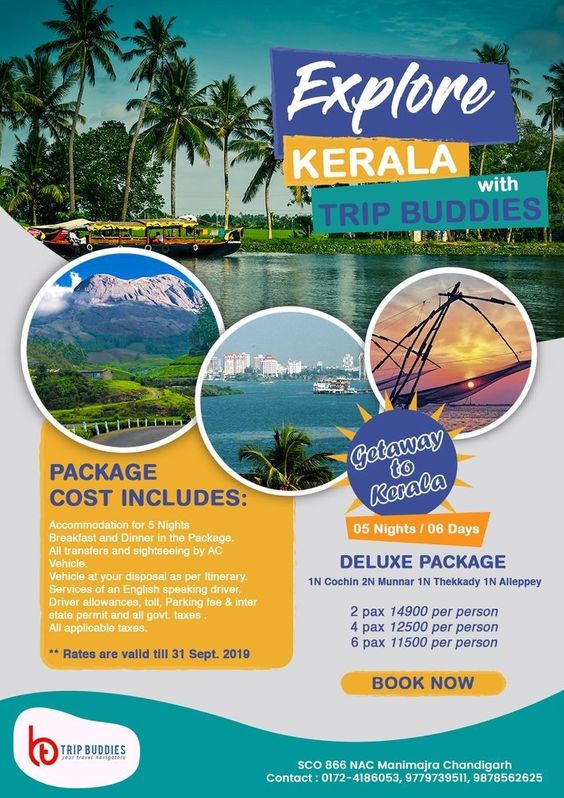 Explore
KERALA
with
TRIP BUDDIES
Getaway
to
Kerala
05 Nights / 06 Days
PACKAGE
COST INCLUDES:
Accommodation for 5 Nights
Breakfast and Dinner in the Package.
All transfers and sightseeing by AC
Vehicle.
Vehicle at your disposal as per Itinerary.
Services of an English speaking driver.
Driver allowances, toll, Parking fee & inter
state permit and all govt. taxes .
All applicable taxes.
** Rates are valid till 31 Sept. 2019
DELUXE PACKAGE
1N Cochin 2N Munnar 1N Thekkady 1N Alleppey
2 pax 14900 per person
4 pax 12500 per person
6 pax 11500 per person
BOOK NOW
TRIP BUDDIES
your travel navigators
SCO 866 NAC Manimajra Chandigarh
Contact : 0172-4186053, 9779739511, 9878562625